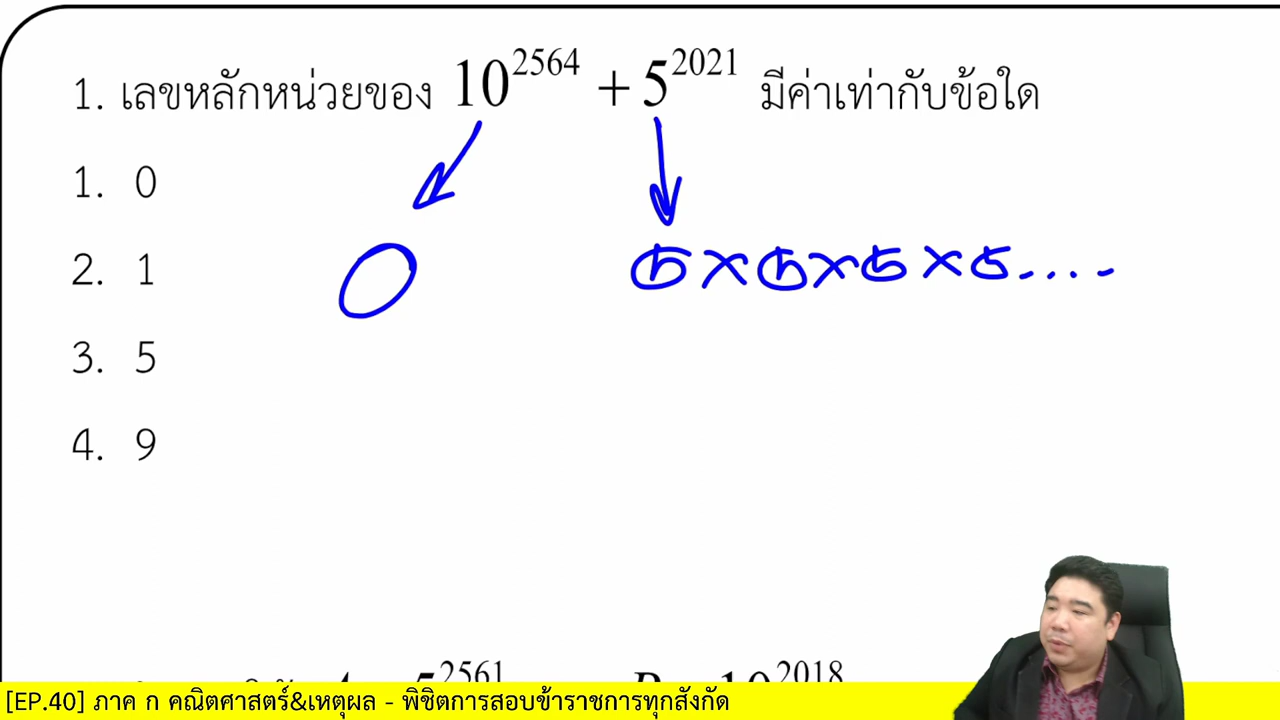 1. เลขหลักหน่วยของ 10^2564 + 5^2021 มีค่าเท่ากับข้อใด
1. 0
0
5 × 5 × 5 × 5....
2. 1
3. 5
4. 9
5^2561 10^2018
[EP.40] ภาค ก คณิตศาสตร์&เหตุผล - พิชิตการสอบข้าราชการทุกสังกัด